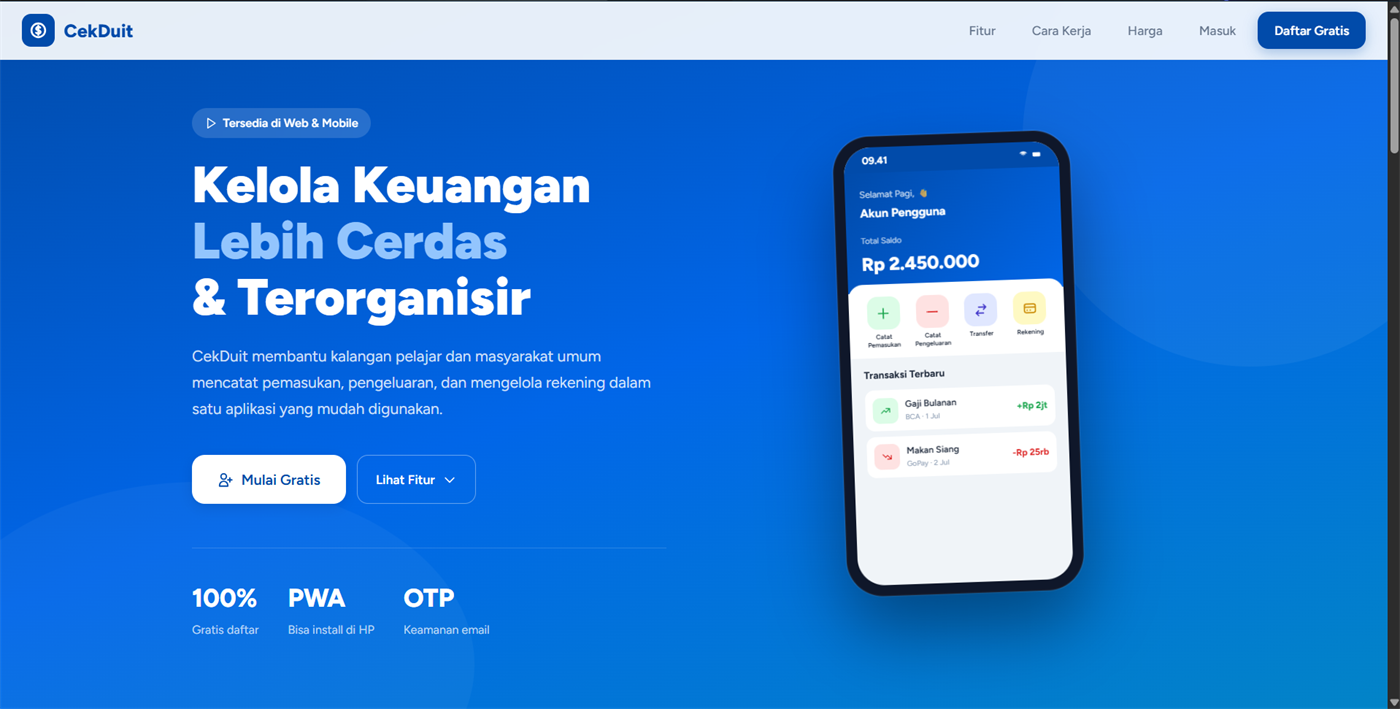 CekDuit
Fitur
Cara Kerja
Harga
Masuk
Daftar Gratis
Tersedia di Web & Mobile
Kelola Keuangan
Lebih Cerdas
& Terorganisir
CekDuit membantu kalangan pelajar dan masyarakat umum
mencatat pemasukan, pengeluaran, dan mengelola rekening dalam
satu aplikasi yang mudah digunakan.
Mulai Gratis
Lihat Fitur
100%
Gratis daftar
PWA
Bisa install di HP
OTP
Keamanan email
09.41
Selamat Pagi, 👋
Akun Pengguna
Total Saldo
Rp 2.450.000
Catat
Pemasukan
Catat
Pengeluaran
Transfer
Rekening
Transaksi Terbaru
Gaji Bulanan
BCA · 1 Jul
+Rp 2jt
Makan Siang
GoPay · 2 Jul
-Rp 25rb